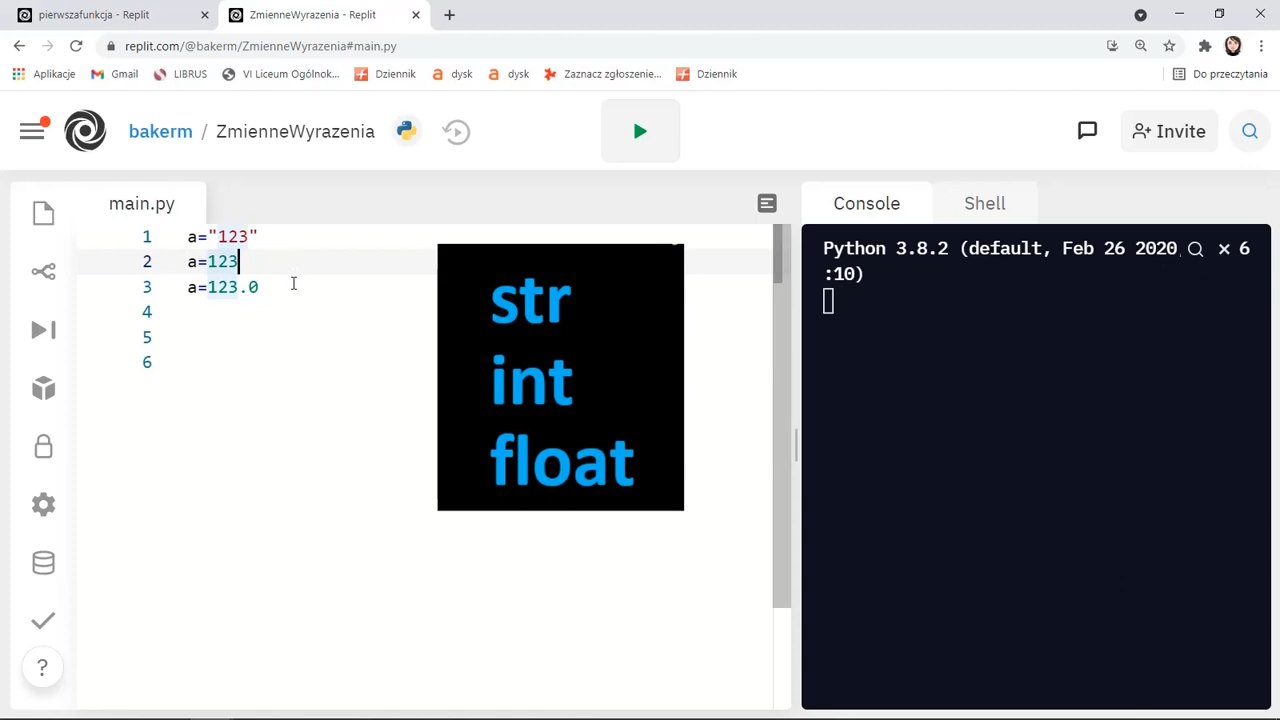 pierwszafunkcja - Replit
ZmienneWyrazenia - Replit
replit.com/@bakerm/ZmienneWyrazenia#main.py
Aplikacje
Gmail
LIBRUS
VI Liceum Ogólnok...
Dziennik
dysk
dysk
Zaznacz zgłoszenie...
Dziennik
Do przeczytania
bakerm / ZmienneWyrazenia
Invite
main.py
Console
Shell
1 a="123"
2 a=123
3 a=123.0
4
5
6
str
int
float
Python 3.8.2 (default, Feb 26 2020, 6
:10)
?